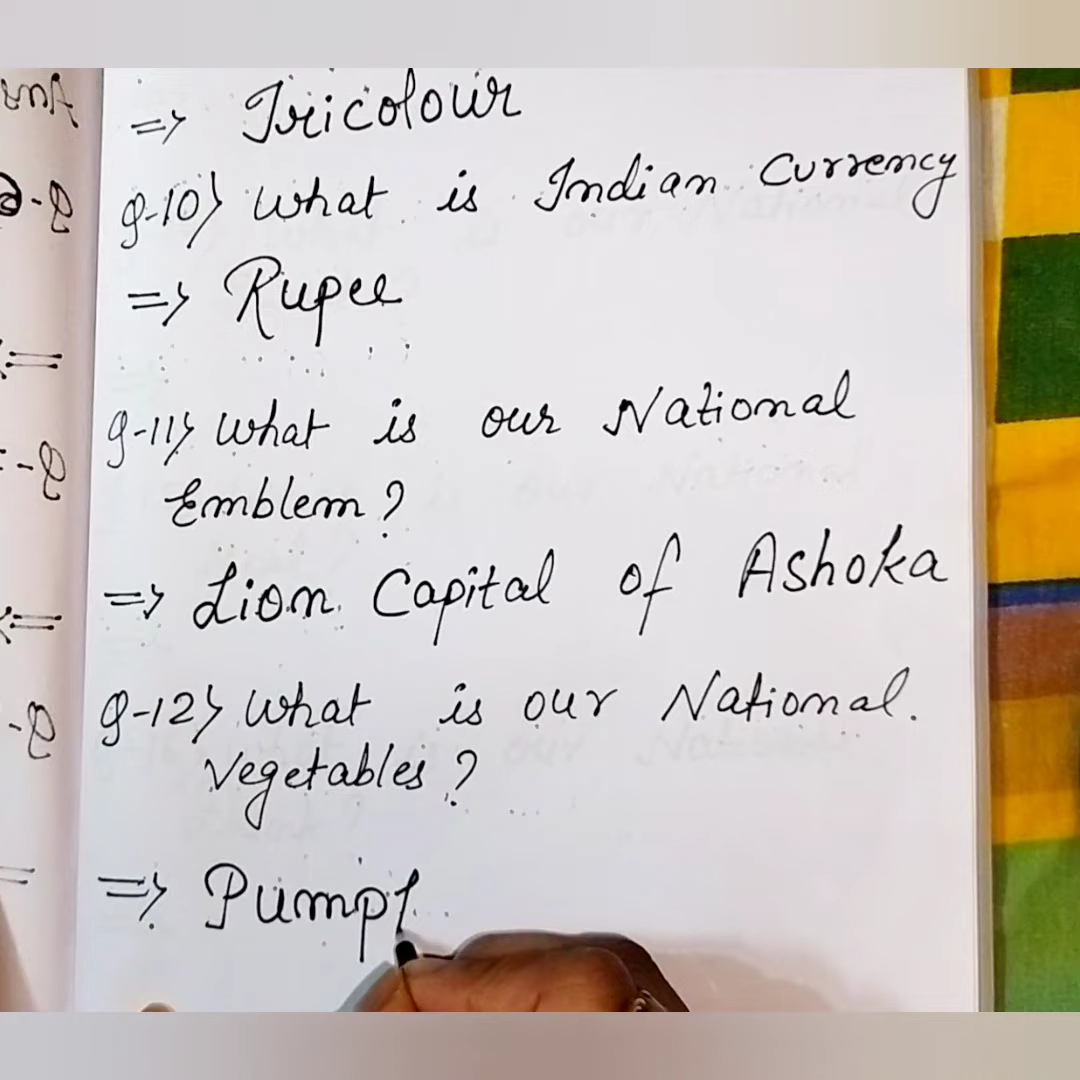 => Tricolour
Q-10) What is Indian Currency
=> Rupee
Q-11) What is our National
Emblem ?
=> Lion Capital of Ashoka
Q-12) What is our National.
Vegetables ?
=> Pump